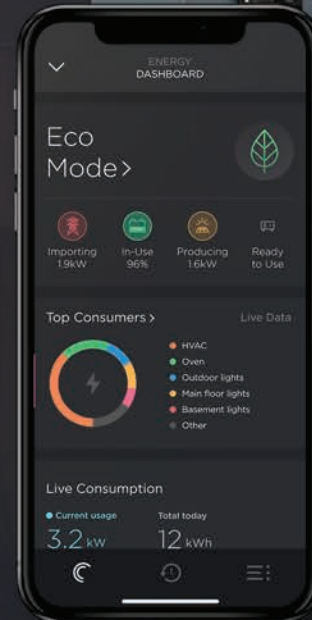 ENERGY
DASHBOARD
Eco
Mode >
Importing
1.9kW
In-Use
96%
Producing
1.6kW
Ready
to Use
Top Consumers >
Live Data
HVAC
Oven
Outdoor lights
Main floor lights
Basement lights
Other
Live Consumption
Current usage
Total today
3.2 kW
12 kWh